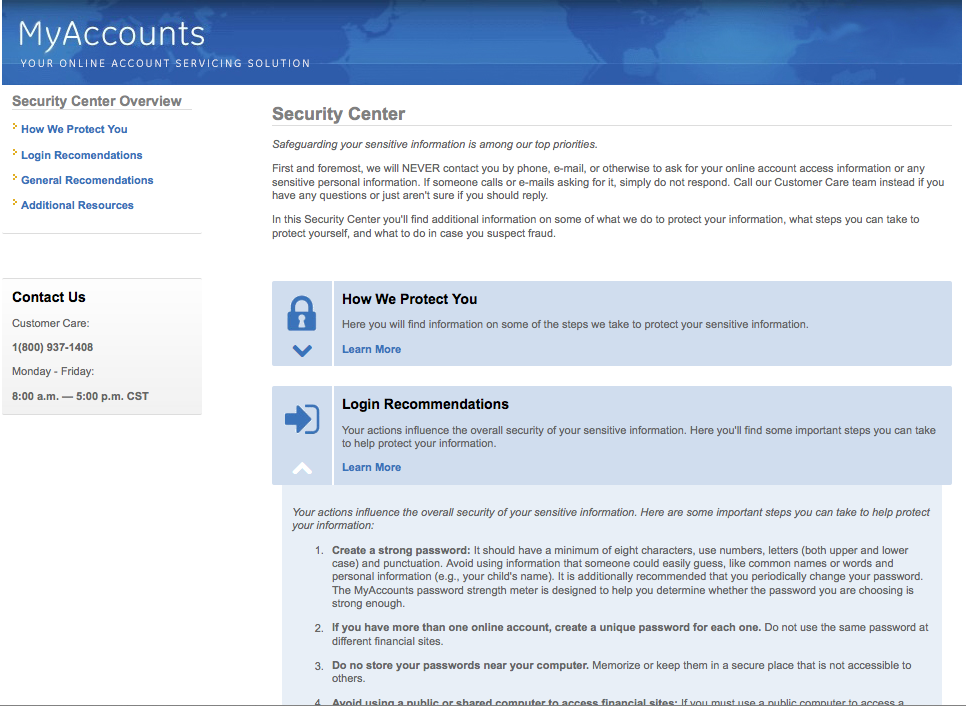 MyAccounts
YOUR ONLINE ACCOUNT SERVICING SOLUTION
Security Center Overview
How We Protect You
Login Recomendations
General Recomendations
Additional Resources
Contact Us
Customer Care:
1(800) 937-1408
Monday - Friday:
8:00 a.m. — 5:00 p.m. CST
Security Center
Safeguarding your sensitive information is among our top priorities.
First and foremost, we will NEVER contact you by phone, e-mail, or otherwise to ask for your online account access information or any
sensitive personal information. If someone calls or e-mails asking for it, simply do not respond. Call our Customer Care team instead if you
have any questions or just aren't sure if you should reply.
In this Security Center you'll find additional information on some of what we do to protect your information, what steps you can take to
protect yourself, and what to do in case you suspect fraud.
How We Protect You
Here you will find information on some of the steps we take to protect your sensitive information.
Learn More
Login Recommendations
Your actions influence the overall security of your sensitive information. Here you'll find some important steps you can take
to help protect your information.
Learn More
Your actions influence the overall security of your sensitive information. Here are some important steps you can take to help protect
your information:
1. Create a strong password: It should have a minimum of eight characters, use numbers, letters (both upper and lower
case) and punctuation. Avoid using information that someone could easily guess, like common names or words and
personal information (e.g., your child's name). It is additionally recommended that you periodically change your password.
The MyAccounts password strength meter is designed to help you determine whether the password you are choosing is
strong enough.
2. If you have more than one online account, create a unique password for each one. Do not use the same password at
different financial sites.
3. Do no store your passwords near your computer. Memorize or keep them in a secure place that is not accessible to
others.
4. Avoid using a public or shared computer to access financial sites: If you must use a public computer to access a